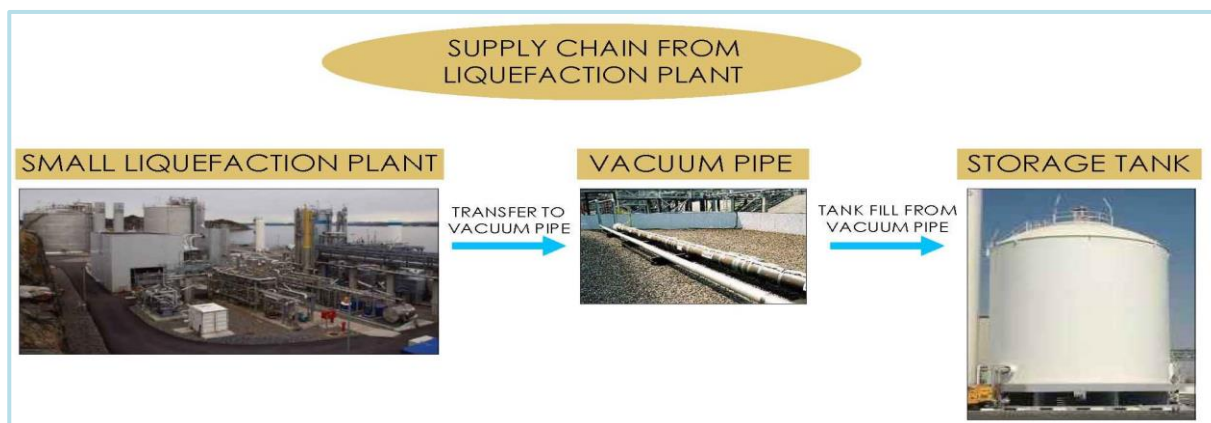 SUPPLY CHAIN FROM
LIQUEFACTION PLANT
SMALL LIQUEFACTION PLANT
VACUUM PIPE
STORAGE TANK
TRANSFER TO
VACUUM PIPE
TANK FILL FROM
VACUUM PIPE